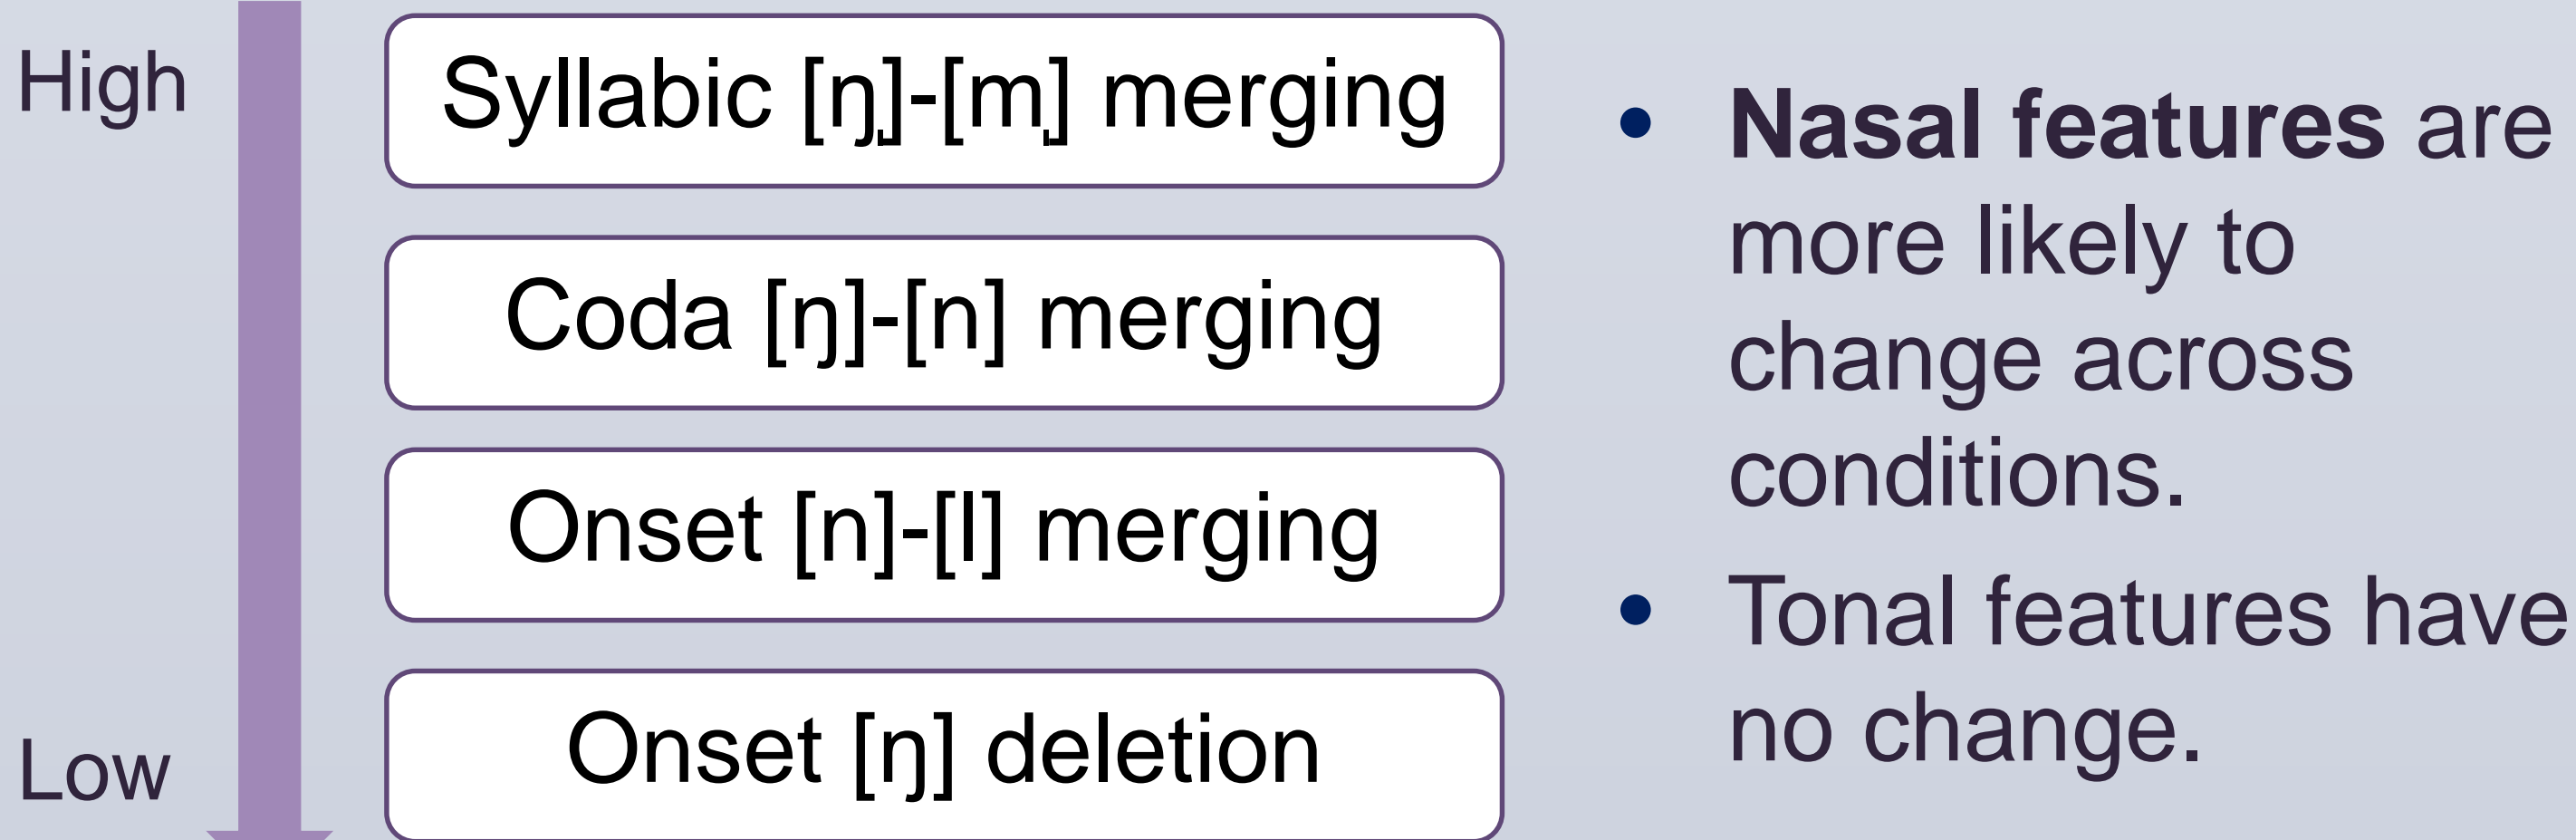 High
Syllabic [ŋ̩]-[m̩] merging
Coda [ŋ]-[n] merging
Onset [n]-[l] merging
Onset [ŋ] deletion
Low
• Nasal features are
more likely to
change across
conditions.
• Tonal features have
no change.